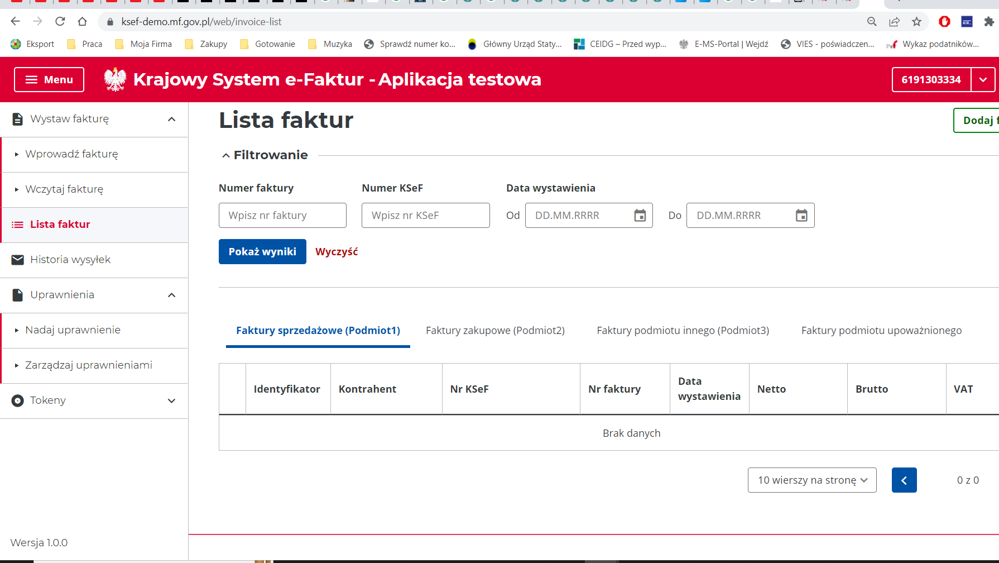 ksef-demo.mf.gov.pl/web/invoice-list
Eksport Praca Moja Firma Zakupy Gotowanie Muzyka Sprawdź numer ko... Główny Urząd Staty... CEIDG – Przed wyp... E-MS-Portal | Wejdź VIES - poświadczen... Wykaz podatników...
Menu Krajowy System e-Faktur - Aplikacja testowa 6191303334
Wystaw fakturę
Wprowadź fakturę
Wczytaj fakturę
Lista faktur
Historia wysyłek
Uprawnienia
Nadaj uprawnienie
Zarządzaj uprawnieniami
Tokeny
Wersja 1.0.0
Lista faktur
Dodaj f
Filtrowanie
Numer faktury Numer KSeF Data wystawienia
Wpisz nr faktury Wpisz nr KSeF Od DD.MM.RRRR Do DD.MM.RRRR
Pokaż wyniki Wyczyść
Faktury sprzedażowe (Podmiot1) Faktury zakupowe (Podmiot2) Faktury podmiotu innego (Podmiot3) Faktury podmiotu upoważnionego
Identyfikator Kontrahent Nr KSeF Nr faktury Data wystawienia Netto Brutto VAT
Brak danych
10 wierszy na stronę 0 z 0